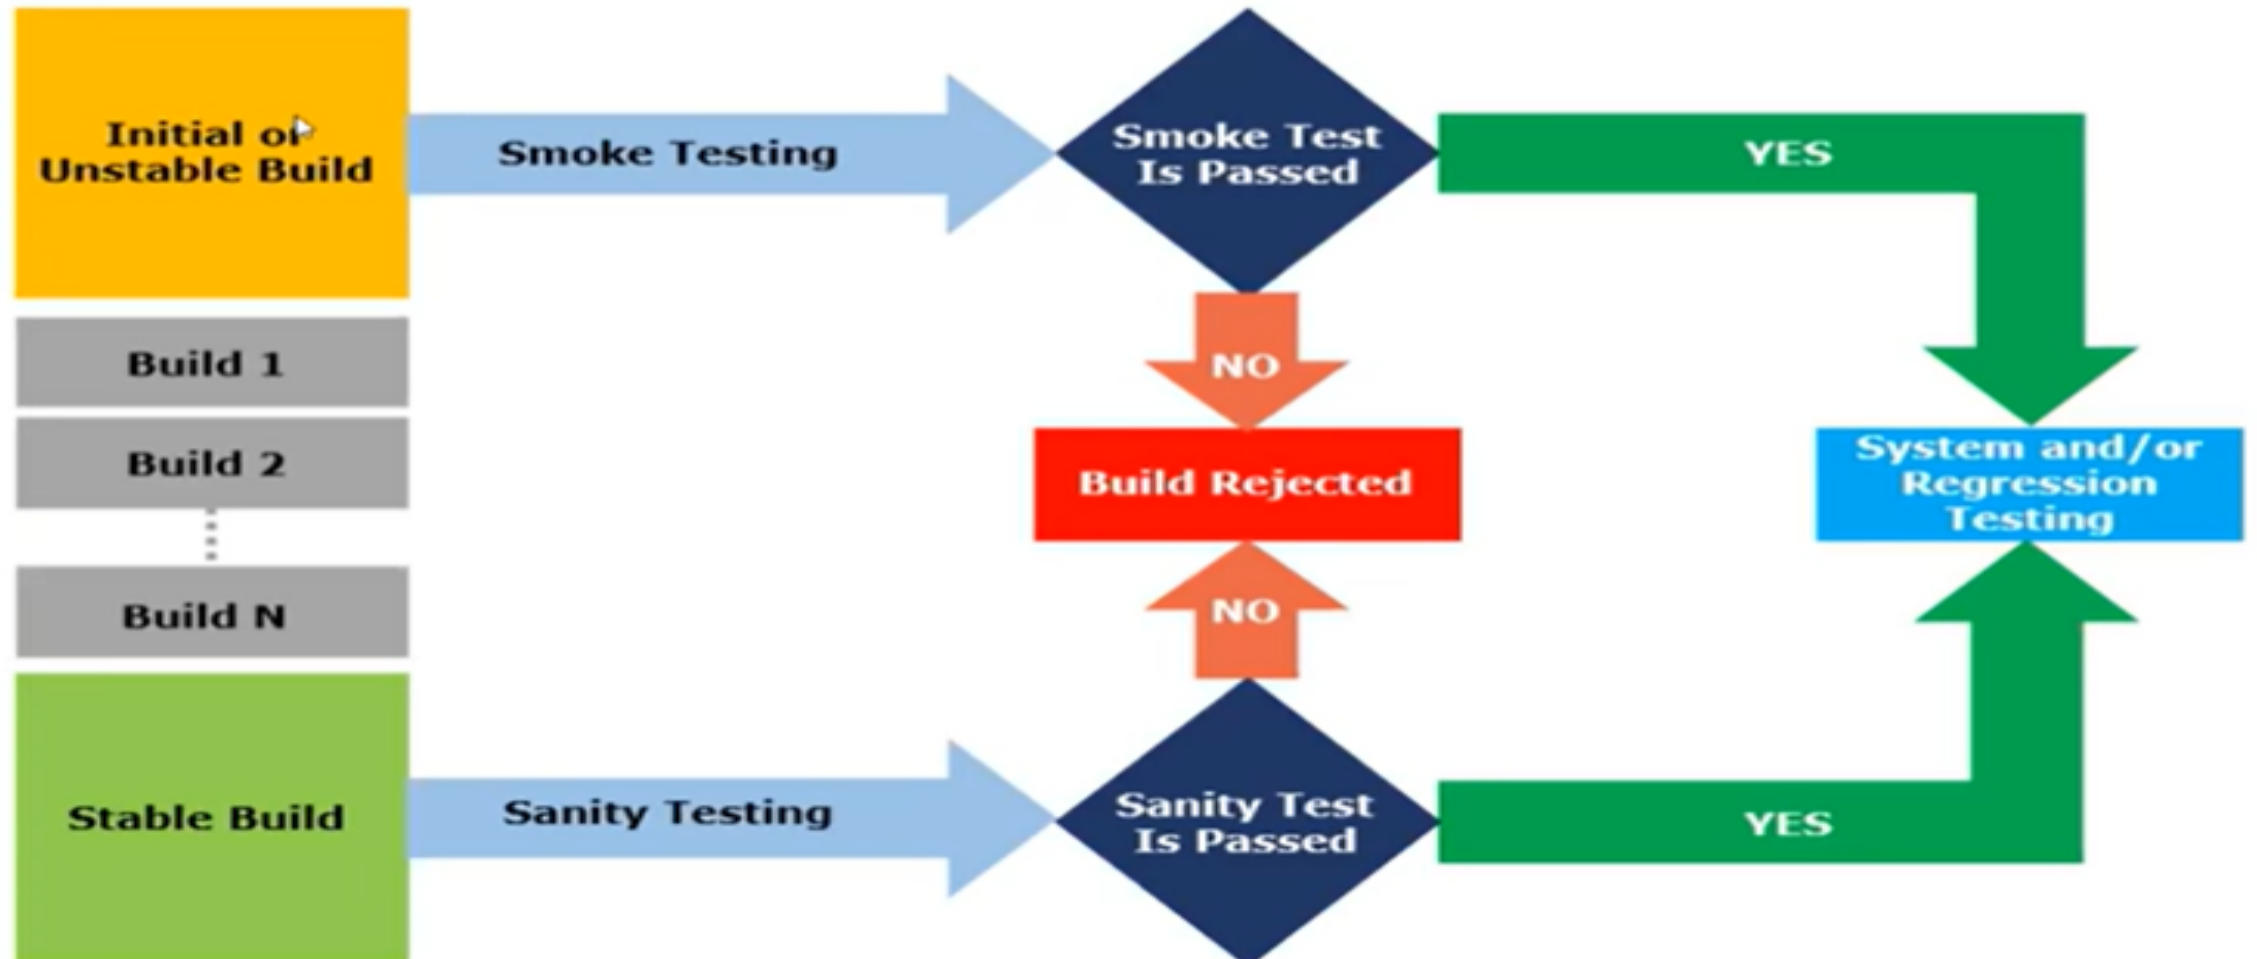 Initial or
Unstable Build
Smoke Testing
Smoke Test
Is Passed
YES
Build 1
NO
Build 2
Build Rejected
System and/or
Regression
Testing
Build N
NO
Stable Build
Sanity Testing
Sanity Test
Is Passed
YES